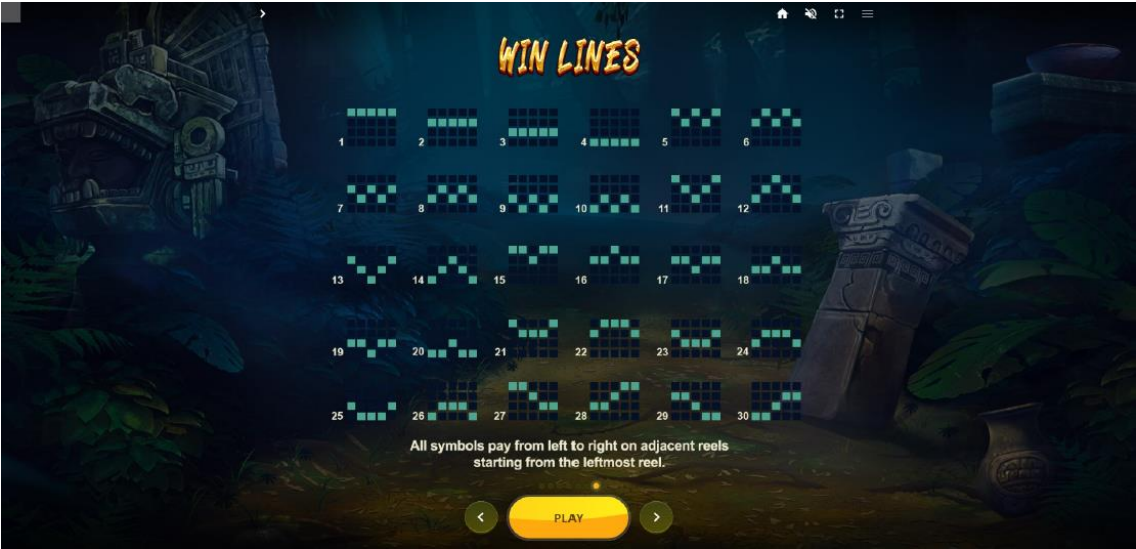 WIN LINES
1 2 3 4 5 6
7 8 9 10 11 12
13 14 15 16 17 18
19 20 21 22 23 24
25 26 27 28 29 30
All symbols pay from left to right on adjacent reels
starting from the leftmost reel.
PLAY